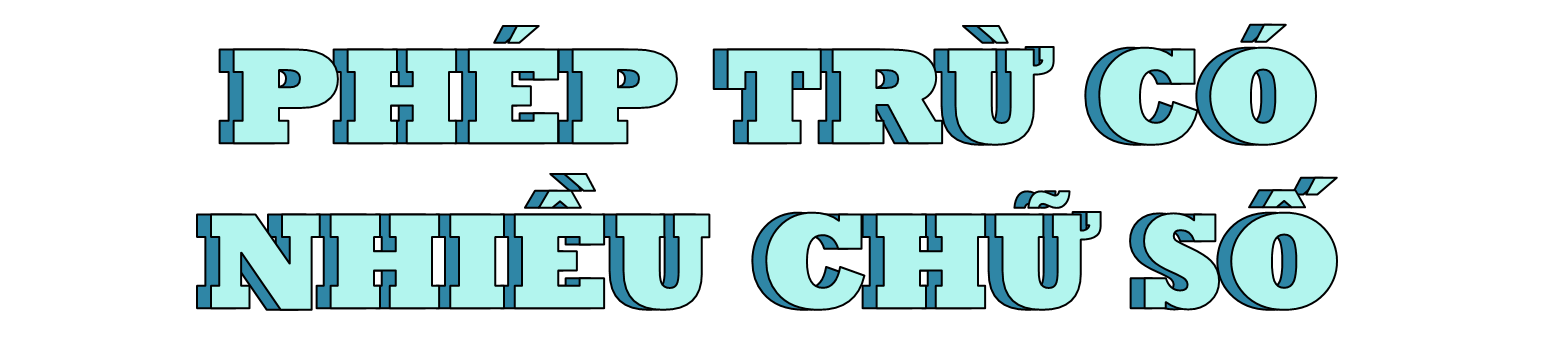 PHÉP TRỪ CÓ
NHIỀU CHỮ SỐ